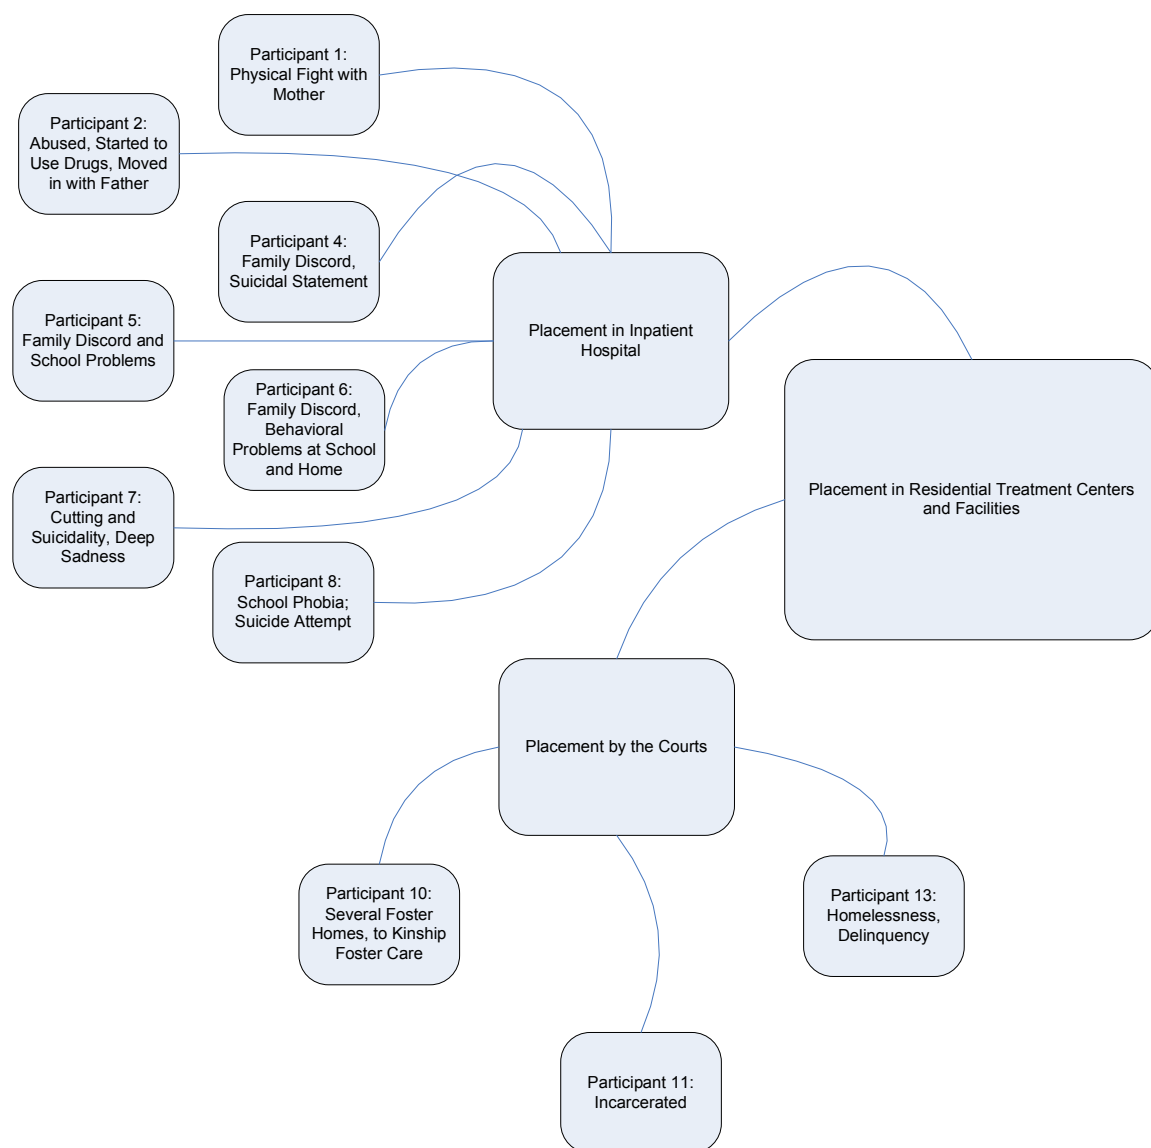 Participant 1:
Physical Fight with
Mother
Participant 2:
Abused, Started to
Use Drugs, Moved
in with Father
Participant 4:
Family Discord,
Suicidal Statement
Participant 5:
Family Discord and
School Problems
Placement in Inpatient
Hospital
Participant 6:
Family Discord,
Behavioral
Problems at School
and Home
Participant 7:
Cutting and
Suicidality, Deep
Sadness
Placement in Residential Treatment Centers
and Facilities
Participant 8:
School Phobia;
Suicide Attempt
Placement by the Courts
Participant 10:
Several Foster
Homes, to Kinship
Foster Care
Participant 13:
Homelessness,
Delinquency
Participant 11:
Incarcerated